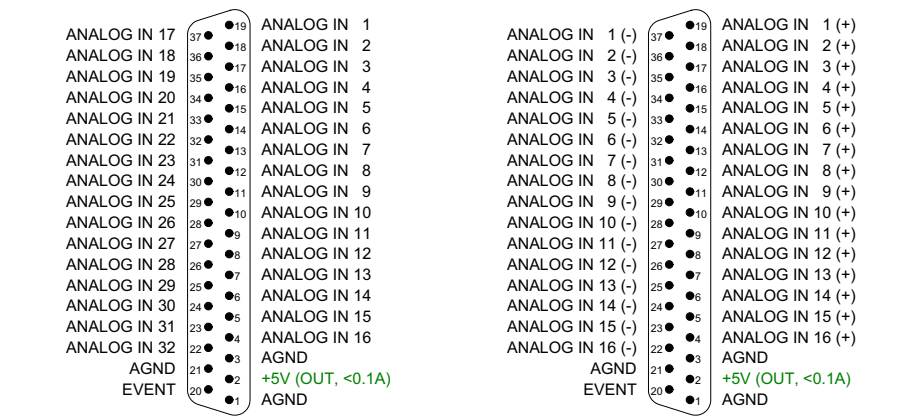 19 ANALOG IN 1
ANALOG IN 17 37
18 ANALOG IN 2
ANALOG IN 18 36
17 ANALOG IN 3
ANALOG IN 19 35
16 ANALOG IN 4
ANALOG IN 20 34
15 ANALOG IN 5
ANALOG IN 21 33
14 ANALOG IN 6
ANALOG IN 22 32
13 ANALOG IN 7
ANALOG IN 23 31
12 ANALOG IN 8
ANALOG IN 24 30
11 ANALOG IN 9
ANALOG IN 25 29
10 ANALOG IN 10
ANALOG IN 26 28
9 ANALOG IN 11
ANALOG IN 27 27
8 ANALOG IN 12
ANALOG IN 28 26
7 ANALOG IN 13
ANALOG IN 29 25
6 ANALOG IN 14
ANALOG IN 30 24
5 ANALOG IN 15
ANALOG IN 31 23
4 ANALOG IN 16
ANALOG IN 32 22
3 AGND
AGND 21
2 +5V (OUT, <0.1A)
EVENT 20
1 AGND
19 ANALOG IN 1 (+)
ANALOG IN 1 (-) 37
18 ANALOG IN 2 (+)
ANALOG IN 2 (-) 36
17 ANALOG IN 3 (+)
ANALOG IN 3 (-) 35
16 ANALOG IN 4 (+)
ANALOG IN 4 (-) 34
15 ANALOG IN 5 (+)
ANALOG IN 5 (-) 33
14 ANALOG IN 6 (+)
ANALOG IN 6 (-) 32
13 ANALOG IN 7 (+)
ANALOG IN 7 (-) 31
12 ANALOG IN 8 (+)
ANALOG IN 8 (-) 30
11 ANALOG IN 9 (+)
ANALOG IN 9 (-) 29
10 ANALOG IN 10 (+)
ANALOG IN 10 (-) 28
9 ANALOG IN 11 (+)
ANALOG IN 11 (-) 27
8 ANALOG IN 12 (+)
ANALOG IN 12 (-) 26
7 ANALOG IN 13 (+)
ANALOG IN 13 (-) 25
6 ANALOG IN 14 (+)
ANALOG IN 14 (-) 24
5 ANALOG IN 15 (+)
ANALOG IN 15 (-) 23
4 ANALOG IN 16 (+)
ANALOG IN 16 (-) 22
3 AGND
AGND 21
2 +5V (OUT, <0.1A)
EVENT 20
1 AGND